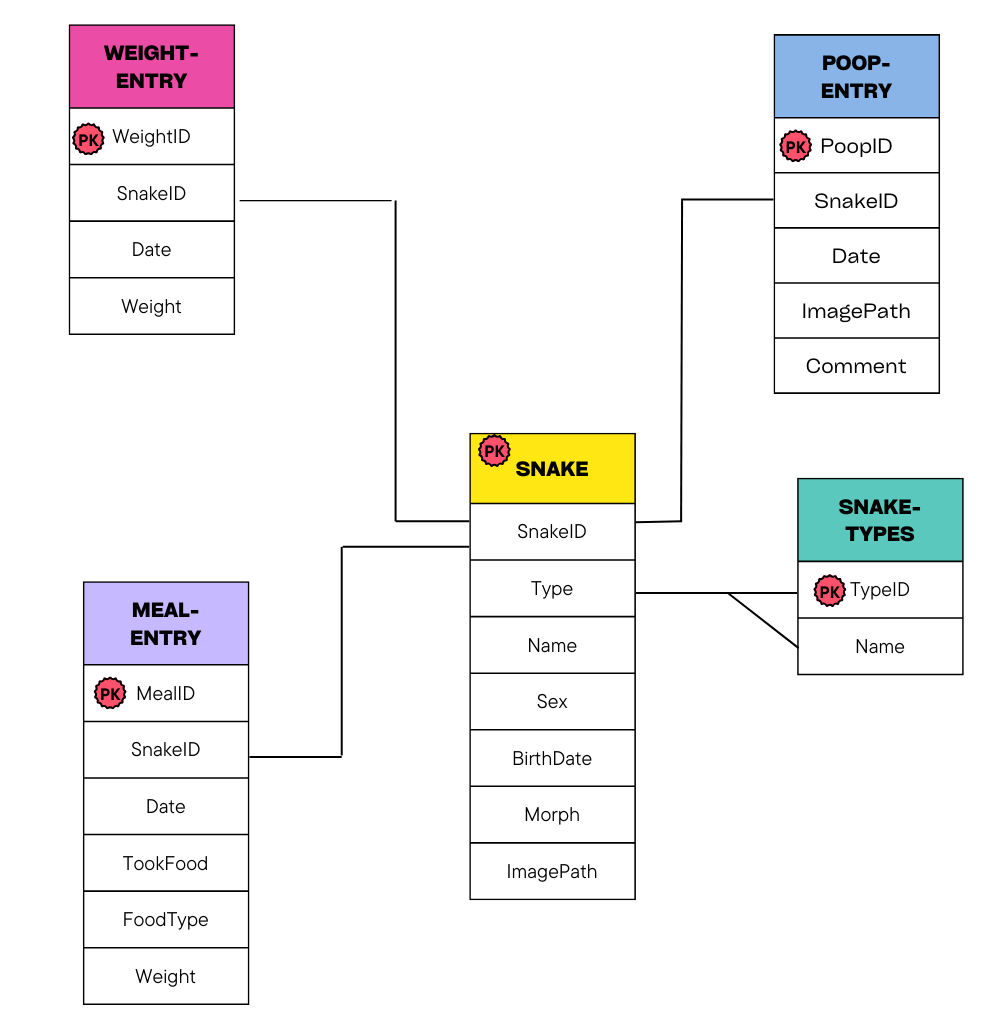 WEIGHT-
ENTRY
PK WeightID
SnakeID
Date
Weight
POOP-
ENTRY
PK PoopID
SnakeID
Date
ImagePath
Comment
PK
SNAKE
SnakeID
Type
Name
Sex
BirthDate
Morph
ImagePath
SNAKE-
TYPES
PK TypeID
Name
MEAL-
ENTRY
PK MealID
SnakeID
Date
TookFood
FoodType
Weight